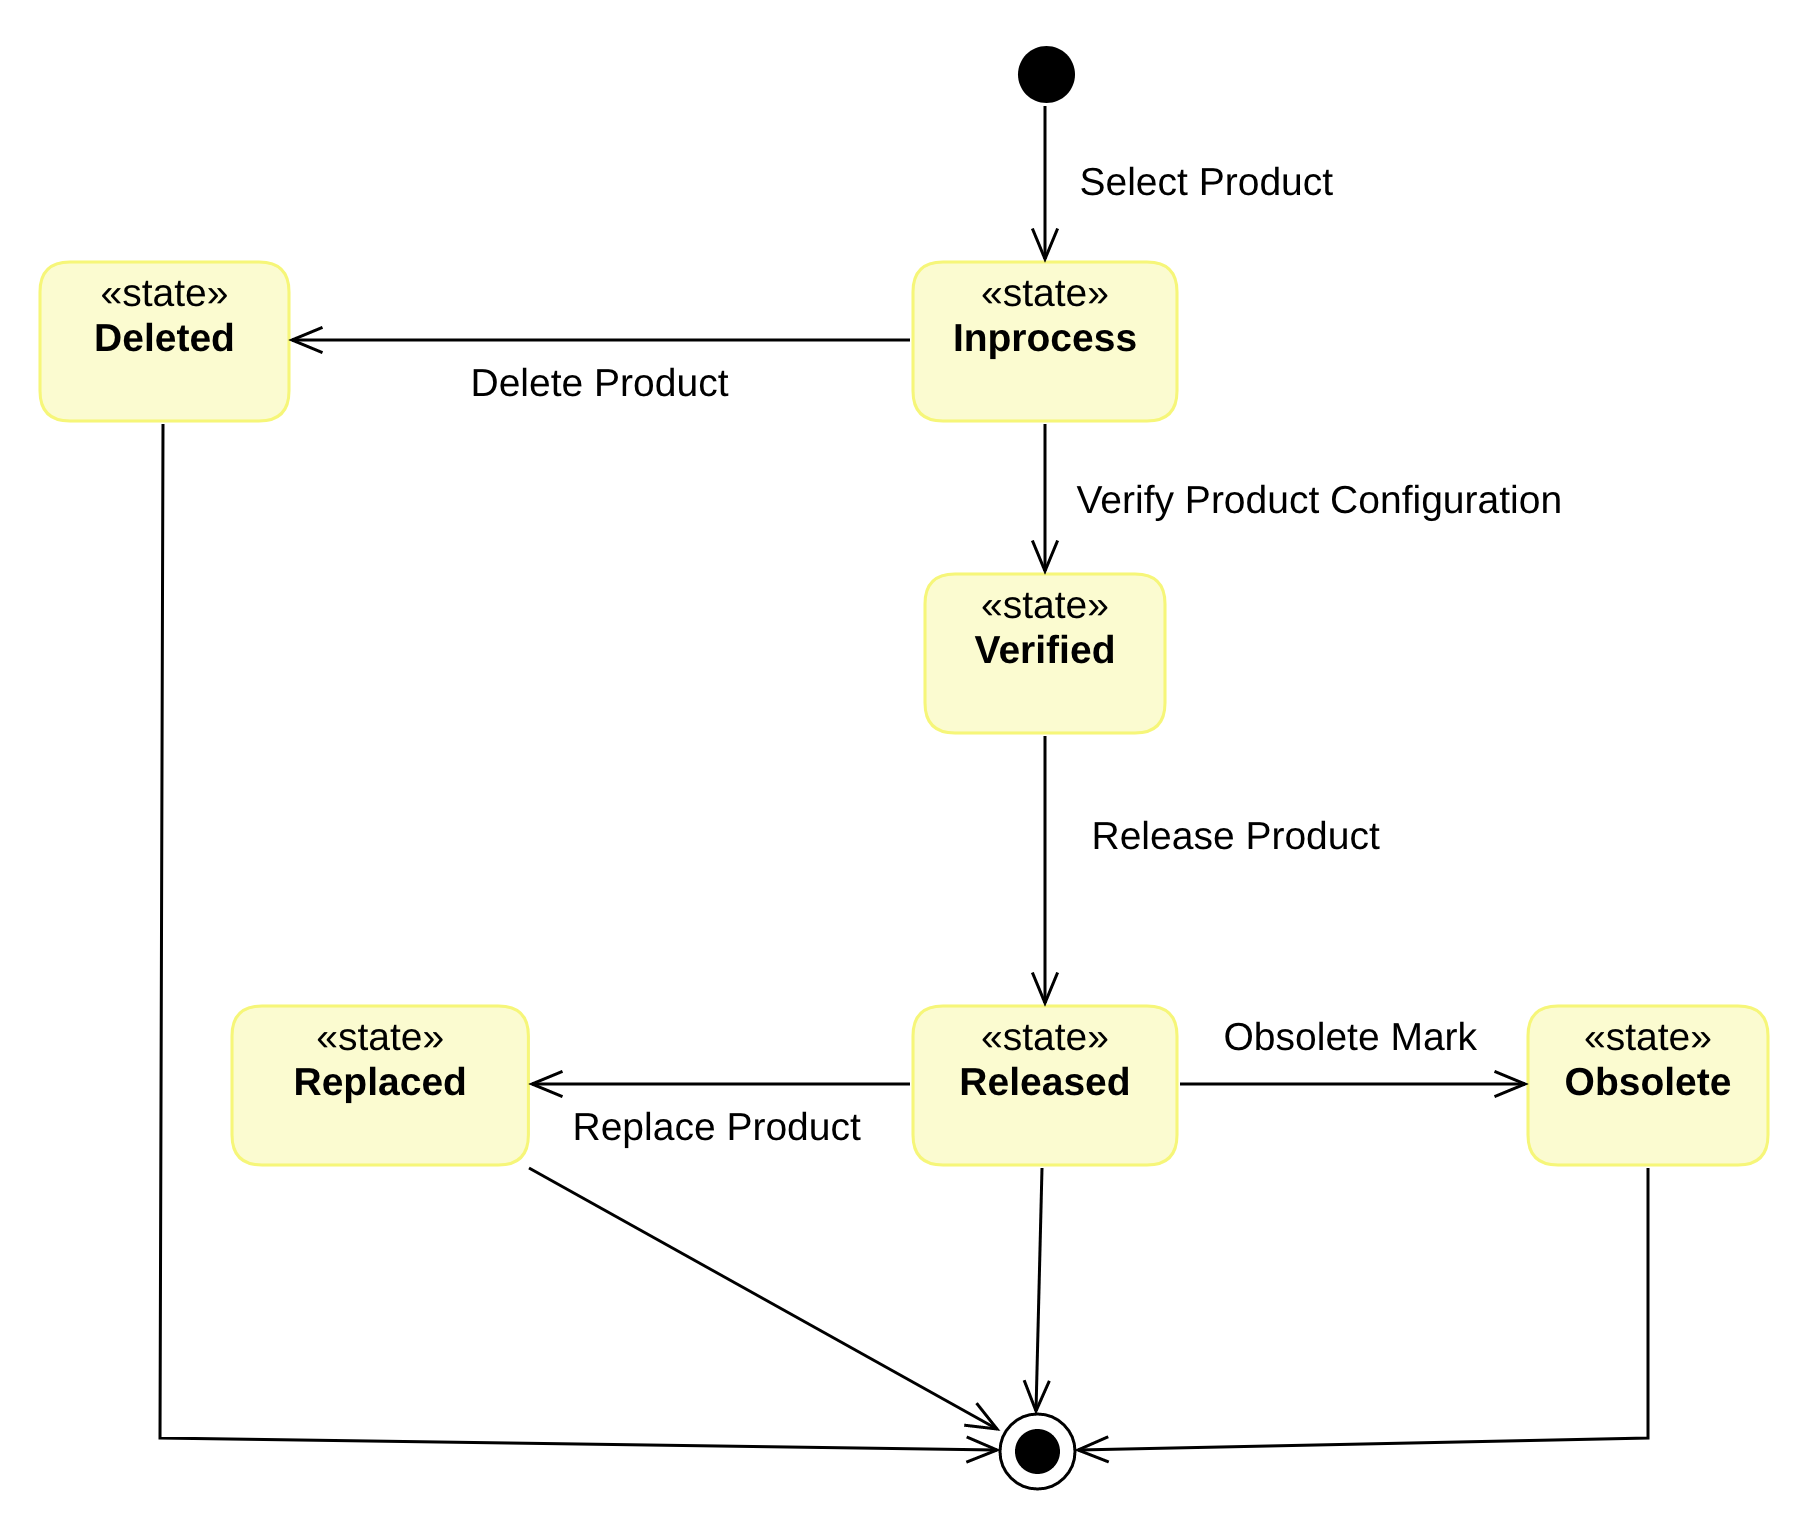 Select Product
«state»
Deleted
«state»
Inprocess
Delete Product
Verify Product Configuration
«state»
Verified
Release Product
«state»
Replaced
«state»
Released
Obsolete Mark
«state»
Obsolete
Replace Product